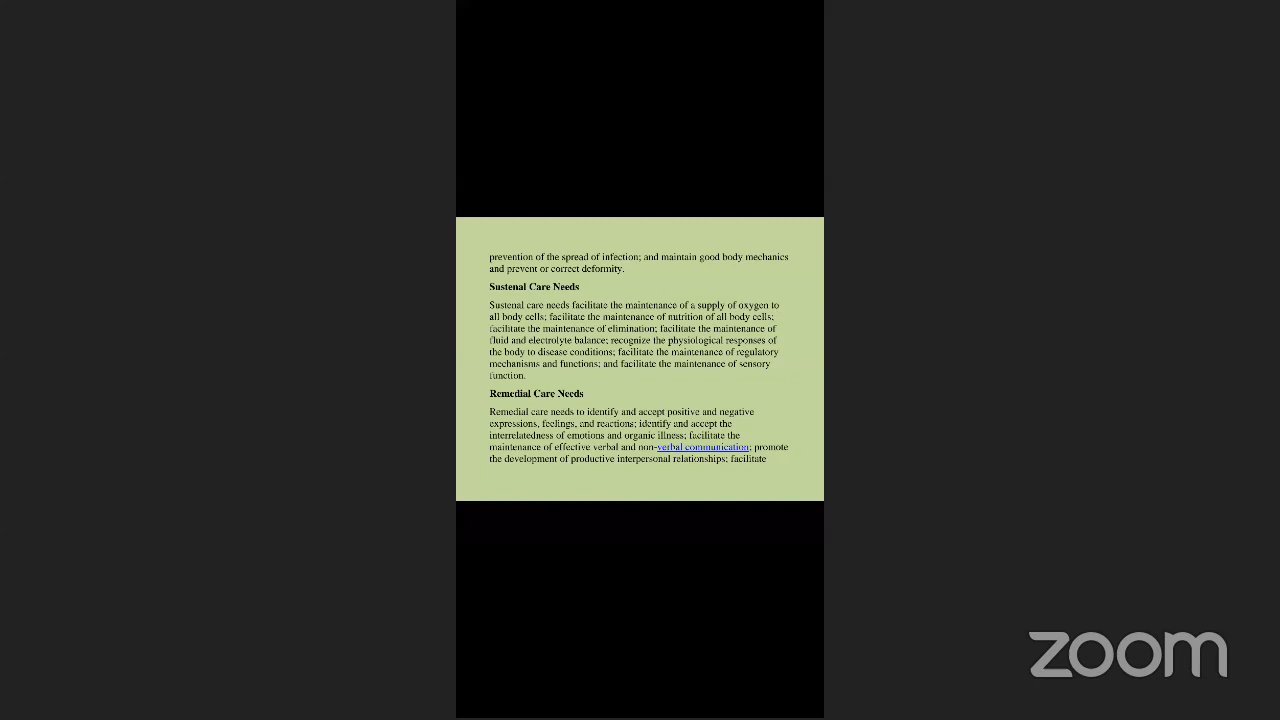 prevention of the spread of infection; and maintain good body mechanics
and prevent or correct deformity.
Sustenal Care Needs
Sustenal care needs facilitate the maintenance of a supply of oxygen to
all body cells; facilitate the maintenance of nutrition of all body cells;
facilitate the maintenance of elimination; facilitate the maintenance of
fluid and electrolyte balance; recognize the physiological responses of
the body to disease conditions; facilitate the maintenance of regulatory
mechanisms and functions; and facilitate the maintenance of sensory
function.
Remedial Care Needs
Remedial care needs to identify and accept positive and negative
expressions, feelings, and reactions; identify and accept the
interrelatedness of emotions and organic illness; facilitate the
maintenance of effective verbal and non-verbal communication; promote
the development of productive interpersonal relationships; facilitate
zoom